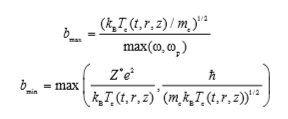 b_max = (k_B T_e(t, r, z) / m_e)^{1/2} / max(ω, ω_p)
b_min = max( Z^* e^2 / k_B T_e(t, r, z) , ħ / (m_e k_B T_e(t, r, z))^{1/2} )